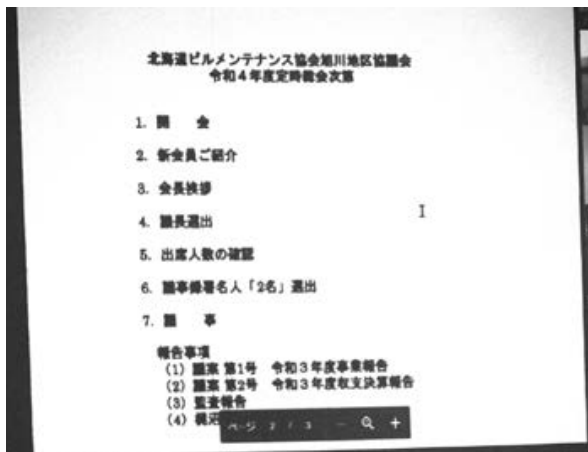 北海道ビルメンテナンス協会旭川地区協議会
令和4年度定時総会次第
1. 開　会
2. 新会員ご紹介
3. 会長挨拶
4. 議長選出
5. 出席人数の確認
6. 議事録署名人「2名」選出
7. 議　事
報告事項
(1) 議案 第1号　令和3年度事業報告
(2) 議案 第2号　令和3年度収支決算報告
(3) 監査報告
(4)
ページ 2 / 3 － +